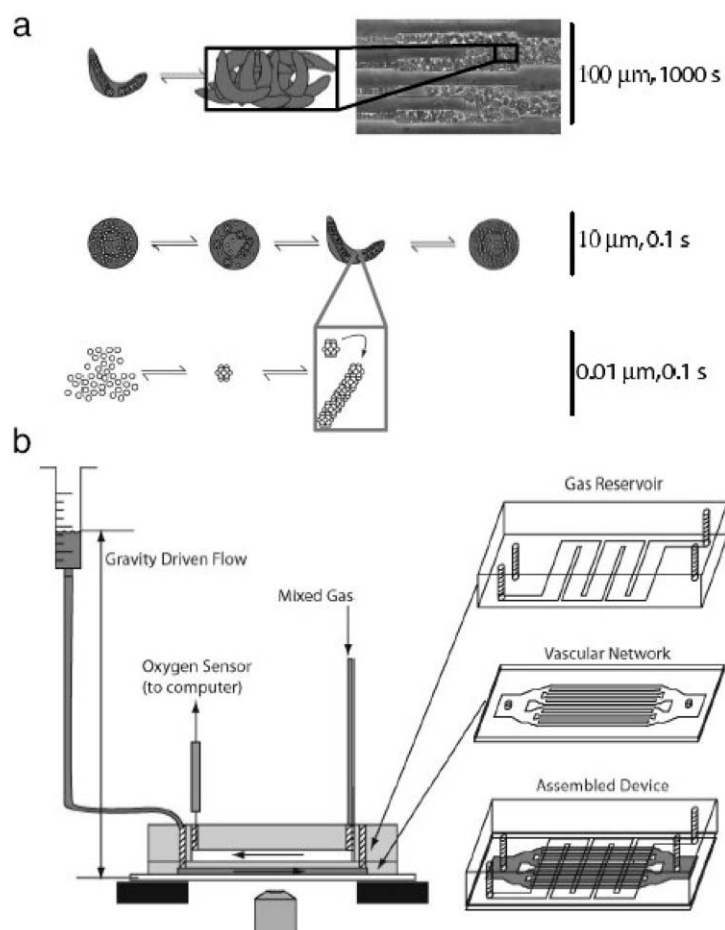 a
100 µm, 1000 s
10 µm, 0.1 s
0.01 µm, 0.1 s
b
Gas Reservoir
Gravity Driven Flow
Mixed Gas
Oxygen Sensor
(to computer)
Vascular Network
Assembled Device